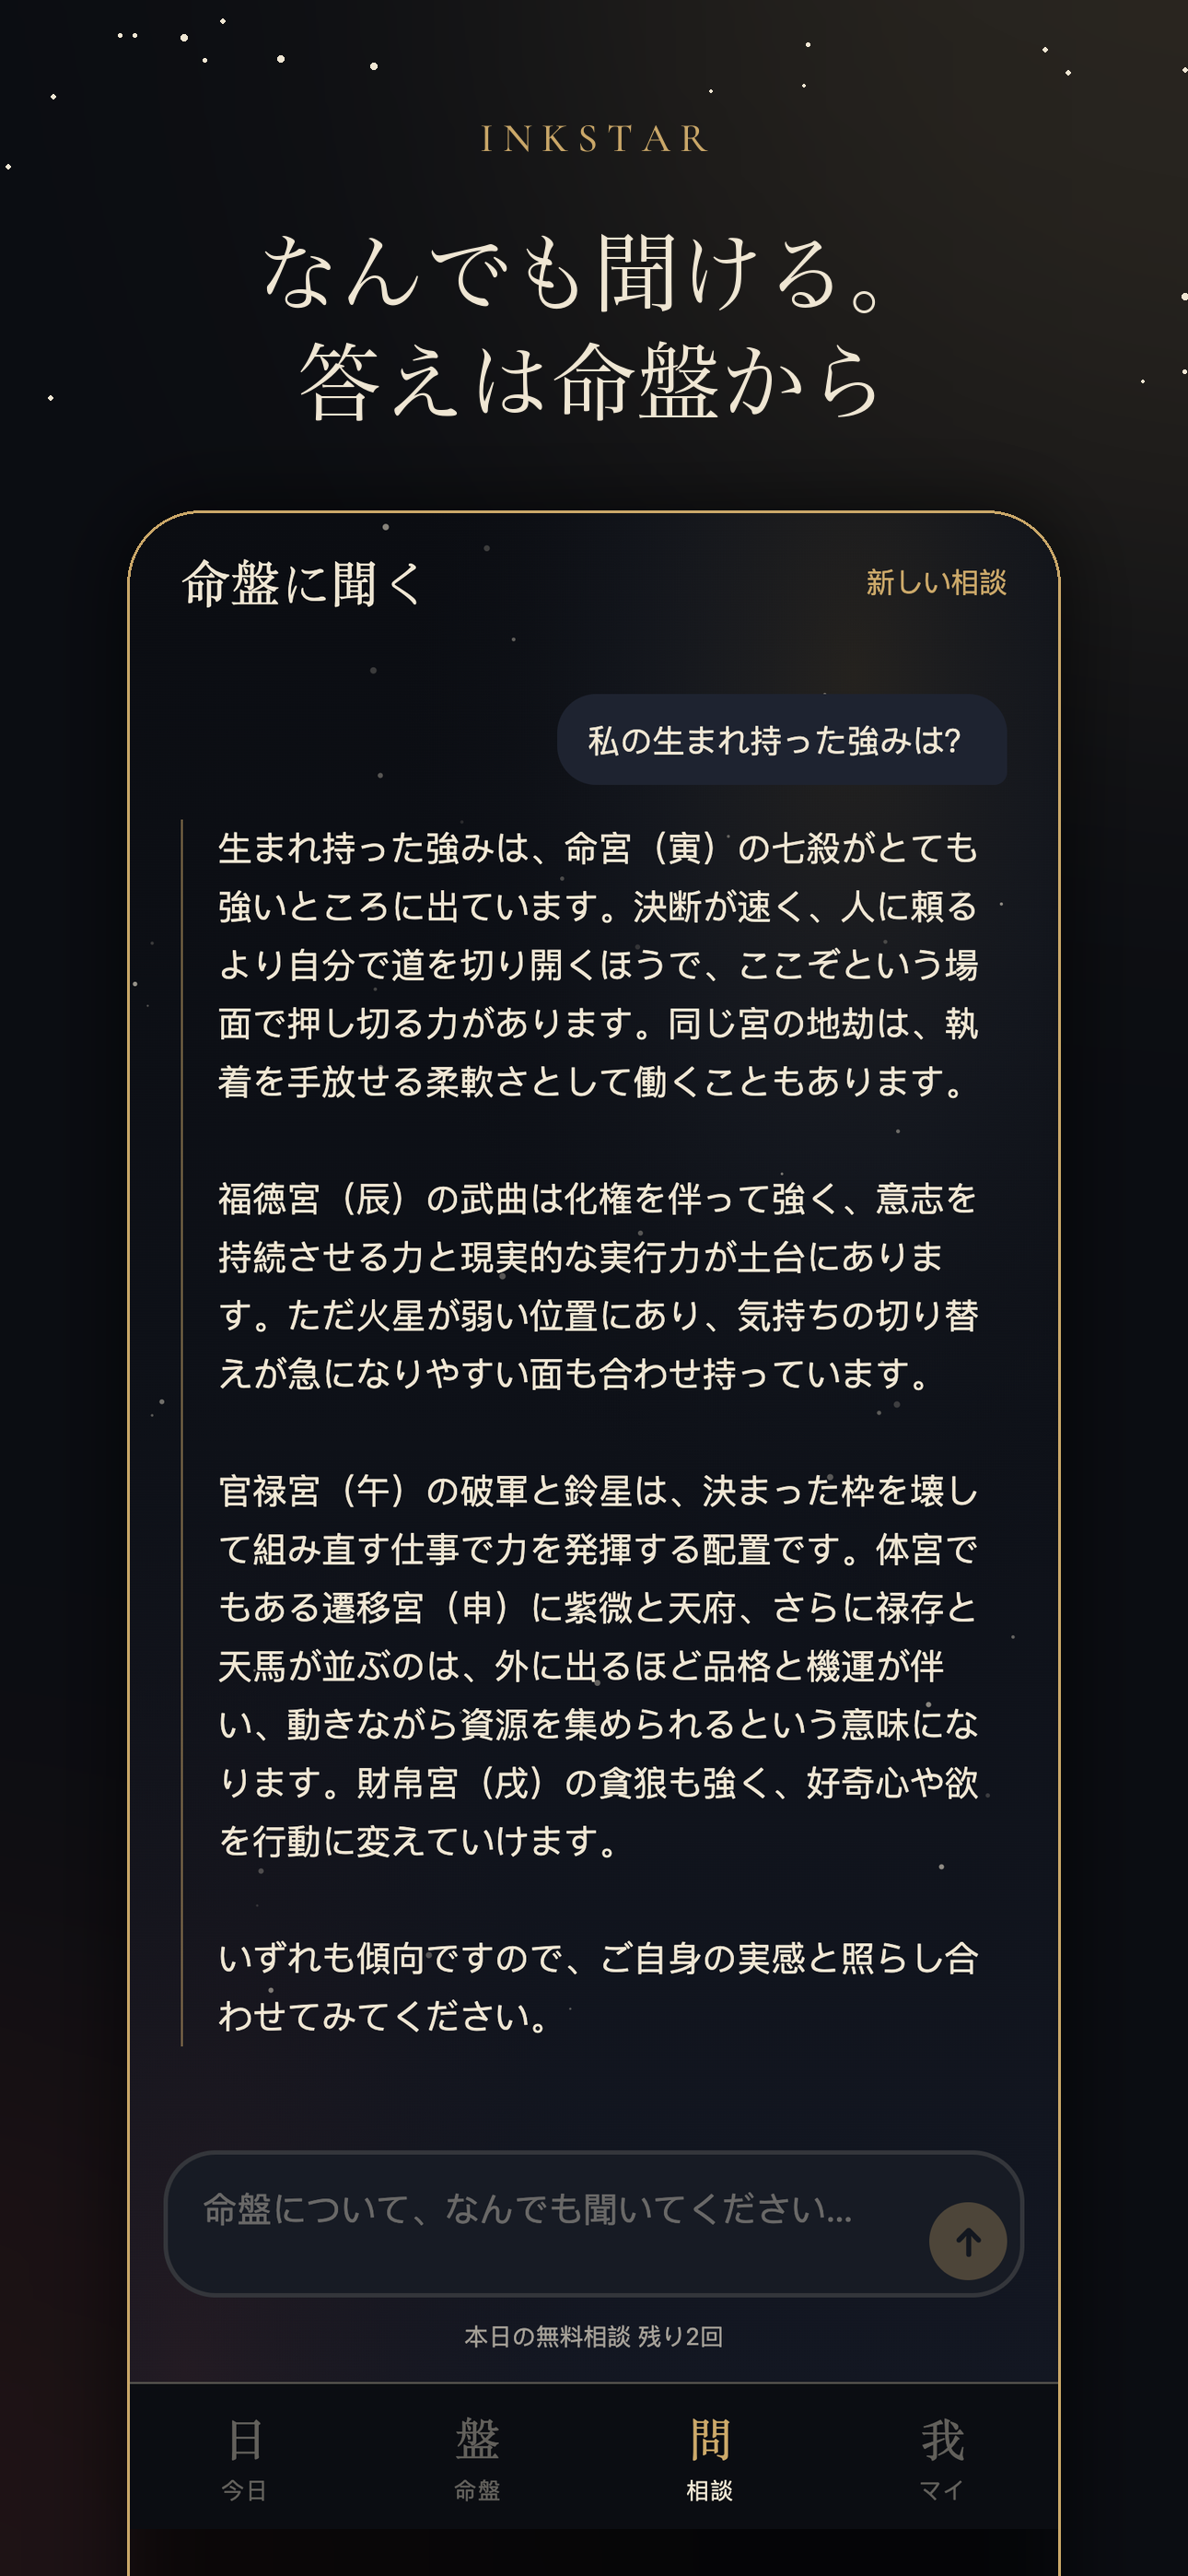 INKSTAR
なんでも聞ける。
答えは命盤から
命盤に聞く
新しい相談
私の生まれ持った強みは?
生まれ持った強みは、命宮（寅）の七殺がとても
強いところに出ています。決断が速く、人に頼る
より自分で道を切り開くほうで、ここぞという場
面で押し切る力があります。同じ宮の地劫は、執
着を手放せる柔軟さとして働くこともあります。
福徳宮（辰）の武曲は化権を伴って強く、意志を
持続させる力と現実的な実行力が土台にありま
す。ただ火星が弱い位置にあり、気持ちの切り替
えが急になりやすい面も合わせ持っています。
官禄宮（午）の破軍と鈴星は、決まった枠を壊し
て組み直す仕事で力を発揮する配置です。体宮で
もある遷移宮（申）に紫微と天府、さらに禄存と
天馬が並ぶのは、外に出るほど品格と機運が伴
い、動きながら資源を集められるという意味にな
ります。財帛宮（戌）の貪狼も強く、好奇心や欲
を行動に変えていけます。
いずれも傾向ですので、ご自身の実感と照らし合
わせてみてください。
命盤について、なんでも聞いてください...
本日の無料相談 残り2回
日 盤 問 我
今日 命盤 相談 マイ